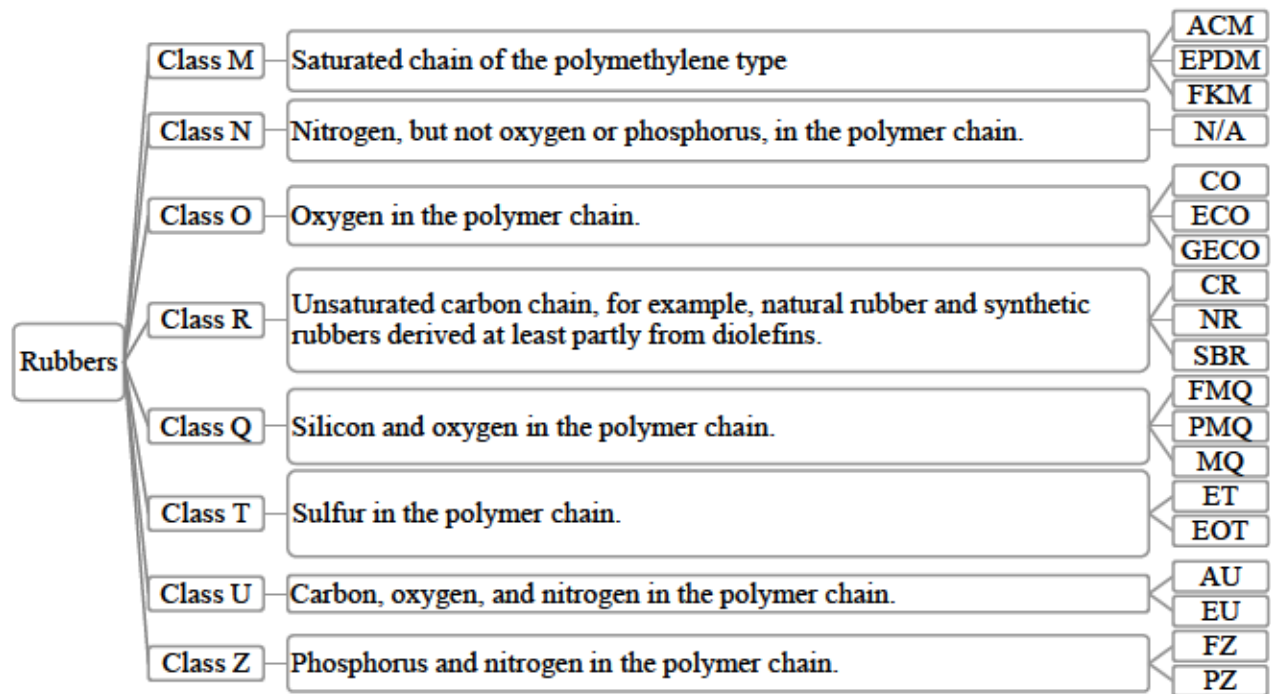 Rubbers
Class M
Saturated chain of the polymethylene type
ACM
EPDM
FKM
Class N
Nitrogen, but not oxygen or phosphorus, in the polymer chain.
N/A
Class O
Oxygen in the polymer chain.
CO
ECO
GECO
Class R
Unsaturated carbon chain, for example, natural rubber and synthetic
rubbers derived at least partly from diolefins.
CR
NR
SBR
Class Q
Silicon and oxygen in the polymer chain.
FMQ
PMQ
MQ
Class T
Sulfur in the polymer chain.
ET
EOT
Class U
Carbon, oxygen, and nitrogen in the polymer chain.
AU
EU
Class Z
Phosphorus and nitrogen in the polymer chain.
FZ
PZ